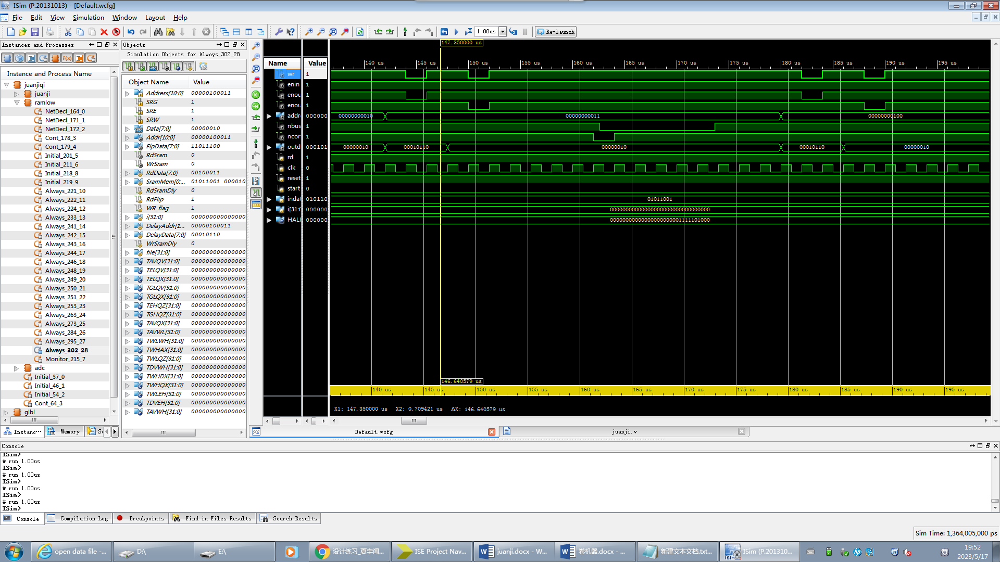 ISim (P.20131013) - [Default.wcfg]
File Edit View Simulation Window Layout Help
1.00us Re-launch
Instances and Processes
Instance and Process Name
juanjiqi
juanji
ramlow
NetDecl_164_0
NetDecl_171_1
NetDecl_172_2
Cont_178_3
Cont_179_4
Initial_201_5
Initial_211_6
Initial_218_8
Initial_219_9
Always_221_10
Always_222_11
Always_224_12
Always_233_13
Always_241_14
Always_242_15
Always_243_16
Always_244_17
Always_246_18
Always_248_19
Always_249_20
Always_250_21
Always_251_22
Always_253_23
Always_263_24
Always_273_25
Always_284_26
Always_295_27
Always_302_28
Monitor_215_7
adc
Initial_37_0
Initial_46_1
Initial_54_2
Cont_64_3
glbl
Instanc··· Memory
Objects
Simulation Objects for Always_302_28
Object Name Value
Address[10:0] 00000100011
SRG 1
SRE 1
SRW 1
Data[7:0] 00000010
Addr[10:0] 00000100011
FlpData[7:0] 11011100
RdSram 0
WrSram 0
RdData[7:0] 00100011
SramMem[0:... 01011001 000010
RdSramDly 0
RdFlip 1
WR_flag 1
i[31:0] 000000000000000
DelayAddr[1... 00000100011
DelayData[7:0] 00010110
WrSramDly 0
file[31:0] 000000000000000
TAVQV[31:0] 000000000000000
TELQV[31:0] 000000000000000
TELQX[31:0] 000000000000000
TGLQV[31:0] 000000000000000
TGLQX[31:0] 000000000000000
TEHQZ[31:0] 000000000000000
TGHQZ[31:0] 000000000000000
TAVQX[31:0] 000000000000000
TAVWL[31:0] 000000000000000
TWLWH[31:0] 000000000000000
TWHAX[31:0] 000000000000000
TWLQZ[31:0] 000000000000000
TDVWH[31:0] 000000000000000
TWHDX[31:0] 000000000000000
TWHQX[31:0] 000000000000000
TWLEH[31:0] 000000000000000
TDVEH[31:0] 000000000000000
TAVWH[31:0] 000000000000000
147.350000 us
Name Value
140 us 145 us 150 us 155 us 160 us 165 us 170 us 175 us 180 us 185 us 190 us 195 us
wr 1
enin 1
enou 1
enou 1
addr 000000 00000000010 00000000011 00000000100
nbus 1
ncon 1
outd 000101 00000010 00010110 00000010 00010110 00000010
rd 1
clk 0
reset 1
start 0
indat 010110 01011001
i[31:0 000000 00000000000000000000000000000000
HALI 000000 00000000000000000000001111101000
146.640579 us
140 us 145 us 150 us 155 us 160 us 165 us 170 us 175 us 180 us 185 us 190 us 195 us
X1: 147.350000 us X2: 0.709421 us ΔX: 146.640579 us
Default.wcfg juanji.v
Console
ISim>
# run 1.00us
ISim>
# run 1.00us
ISim>
# run 1.00us
ISim>
# run 1.00us
ISim>
Console Compilation Log Breakpoints Find in Files Results Search Results
Sim Time: 1,364,005,000 ps
open data file -... D:\ E:\ 设计练习_夏宇闻... ISE Project Nav... juanji.docx - W... 卷机器.docx - ... 新建文本文档.txt... ISim (P.201310...
19:52
2023/5/17